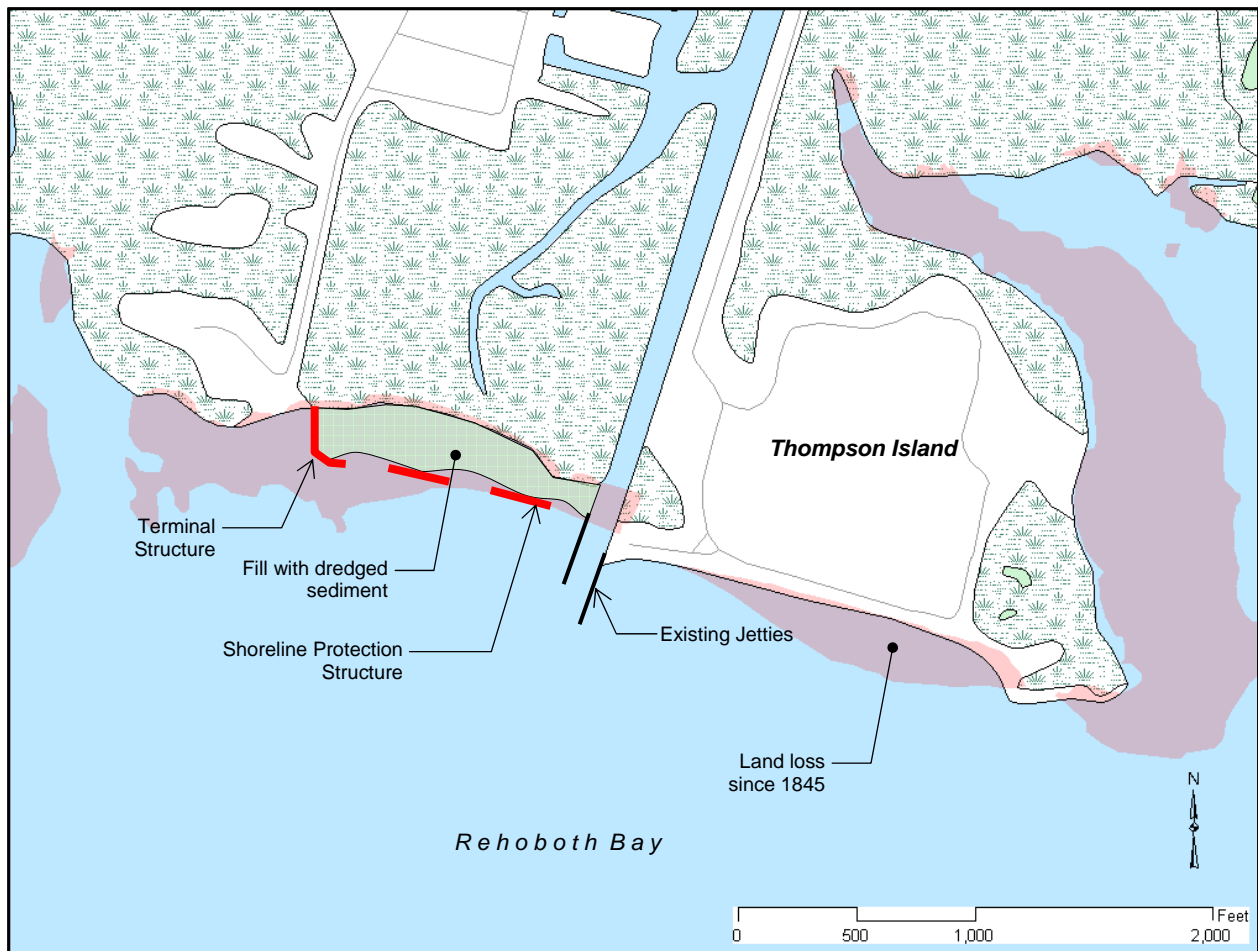 Thompson Island
Terminal
Structure
Fill with dredged
sediment
Shoreline Protection
Structure
Existing Jetties
Land loss
since 1845
Rehoboth Bay
N
Feet
0 500 1,000 2,000